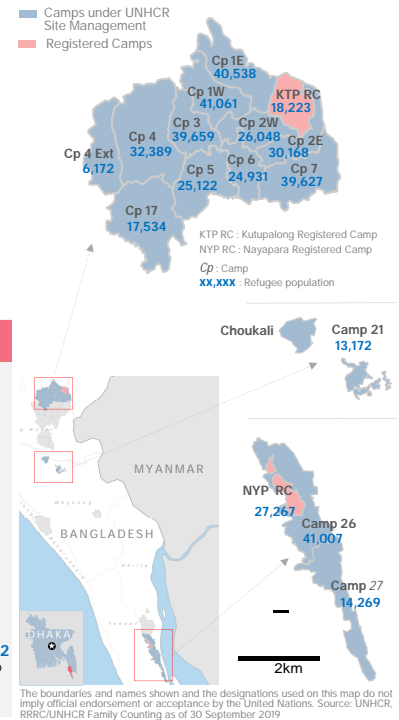 Camps under UNHCR
Site Management
Registered Camps
Cp 1E
40,538
Cp 1W
41,061
KTP RC
18,223
Cp 3
39,659
Cp 2W
26,048
Cp 2E
30,168
Cp 4
32,389
Cp 4 Ext
6,172
Cp 5
25,122
Cp 6
24,931
Cp 7
39,627
Cp 17
17,534
KTP RC : Kutupalong Registered Camp
NYP RC : Nayapara Registered Camp
Cp : Camp
xx,xxx : Refugee population
Choukali
Camp 21
13,172
MYANMAR
BANGLADESH
DHAKA
NYP RC
27,267
Camp 26
41,007
Camp 27
14,269
2km
2
The boundaries and names shown and the designations used on this map do not
imply official endorsement or acceptance by the United Nations. Source: UNHCR,
RRRC/UNHCR Family Counting as of 30 September 2019